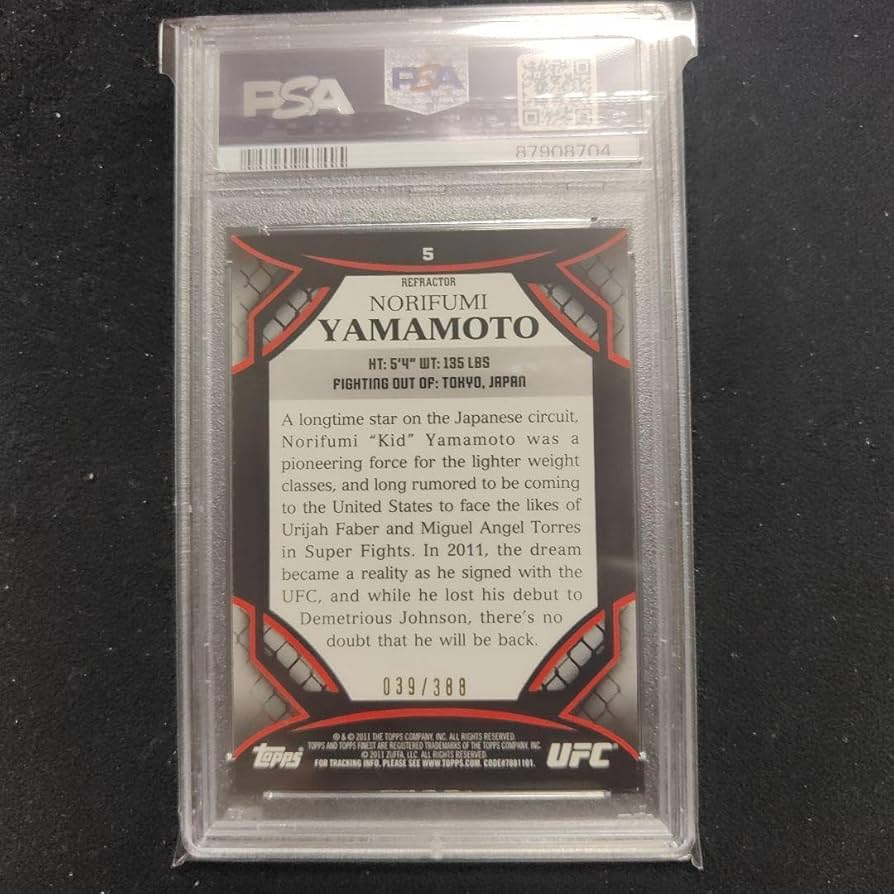 PSA
PSA
87908704
5
REFRACTOR
NORIFUMI
YAMAMOTO
HT: 5'4" WT: 135 LBS
FIGHTING OUT OF: TOKYO, JAPAN
A longtime star on the Japanese circuit,
Norifumi "Kid" Yamamoto was a
pioneering force for the lighter weight
classes, and long rumored to be coming
to the United States to face the likes of
Urijah Faber and Miguel Angel Torres
in Super Fights. In 2011, the dream
became a reality as he signed with the
UFC, and while he lost his debut to
Demetrious Johnson, there's no
doubt that he will be back.
039/388
® & © 2011 THE TOPPS COMPANY, INC. ALL RIGHTS RESERVED.
TOPPS AND TOPPS FINEST ARE REGISTERED TRADEMARKS OF THE TOPPS COMPANY, INC.
© 2011 ZUFFA, LLC. ALL RIGHTS RESERVED.
FOR TRACKING INFO, PLEASE SEE WWW.TOPPS.COM. CODE#7881101.
Topps
UFC